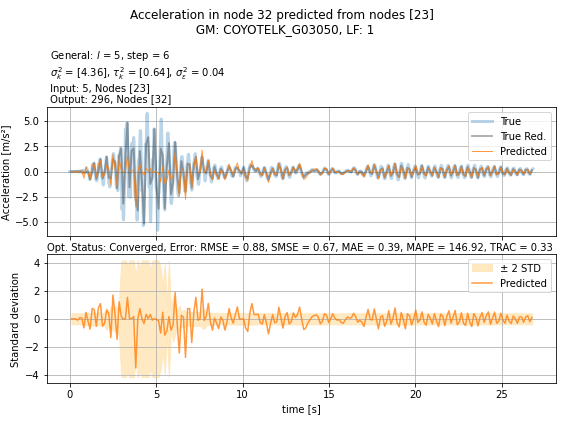 Acceleration in node 32 predicted from nodes [23]
GM: COYOTELK_G03050, LF: 1
General: l = 5, step = 6
σ²ₖ = [4.36], τ²ₖ = [0.64], σ²ε = 0.04
Input: 5, Nodes [23]
Output: 296, Nodes [32]
Acceleration [m/s²]
5.0
2.5
0.0
−2.5
−5.0
True
True Red.
Predicted
Opt. Status: Converged, Error: RMSE = 0.88, SMSE = 0.67, MAE = 0.39, MAPE = 146.92, TRAC = 0.33
Standard deviation
4
2
0
−2
−4
± 2 STD
Predicted
0
5
10
15
20
25
time [s]